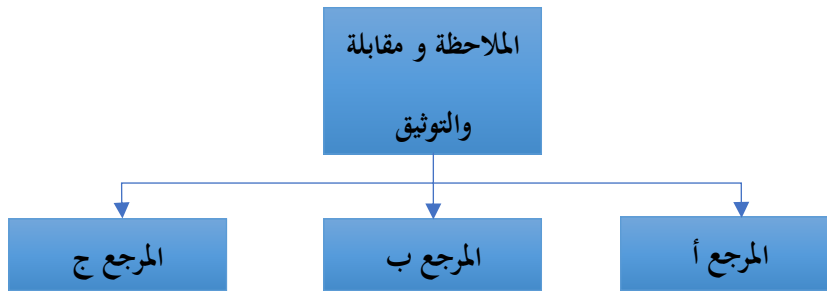 الملاحظة و مقابلة
والتوثيق
المرجع أ
المرجع ب
المرجع ج